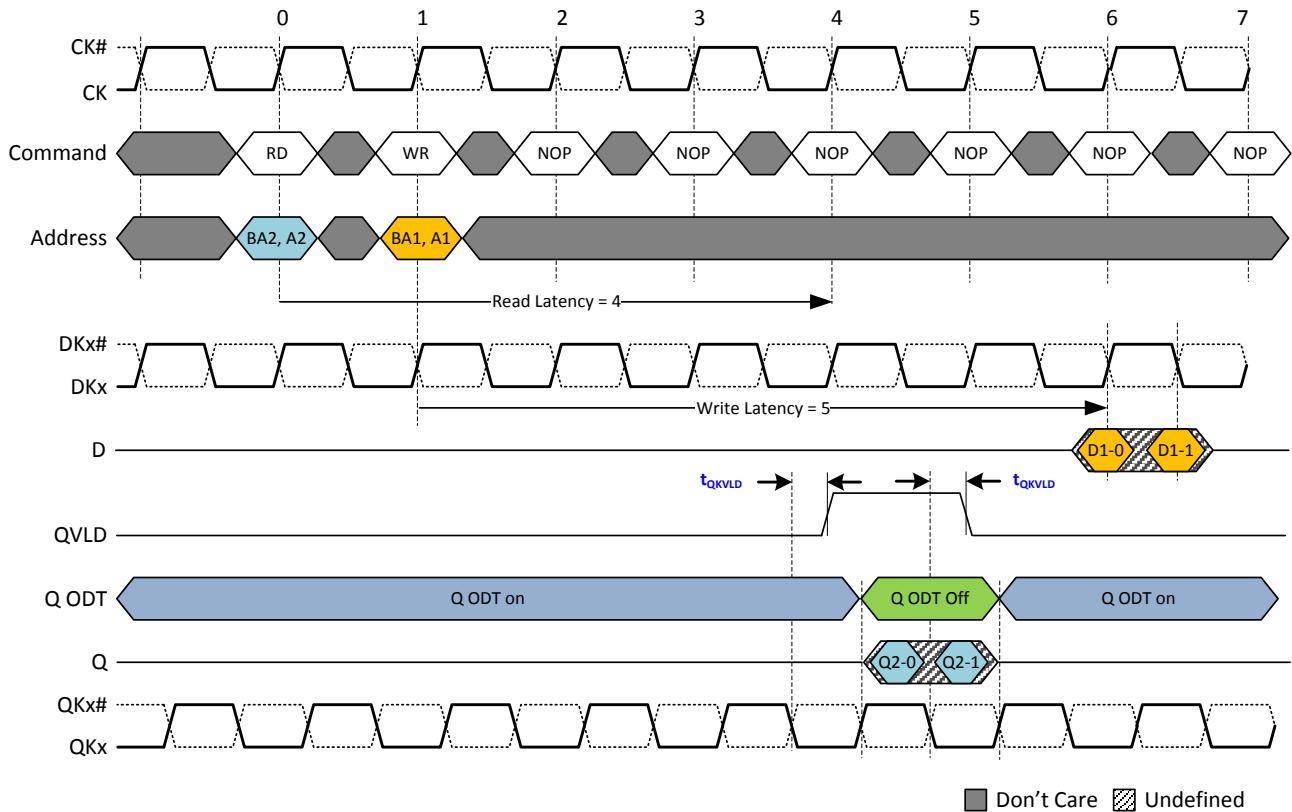 0 1 2 3 4 5 6 7
CK#
CK
Command RD WR NOP NOP NOP NOP NOP NOP
Address BA2, A2 BA1, A1
Read Latency = 4
DKx#
DKx
Write Latency = 5
D D1-0 D1-1
tQKVLD tQKVLD
QVLD
Q ODT Q ODT on Q ODT Off Q ODT on
Q Q2-0 Q2-1
QKx#
QKx
Don't Care Undefined